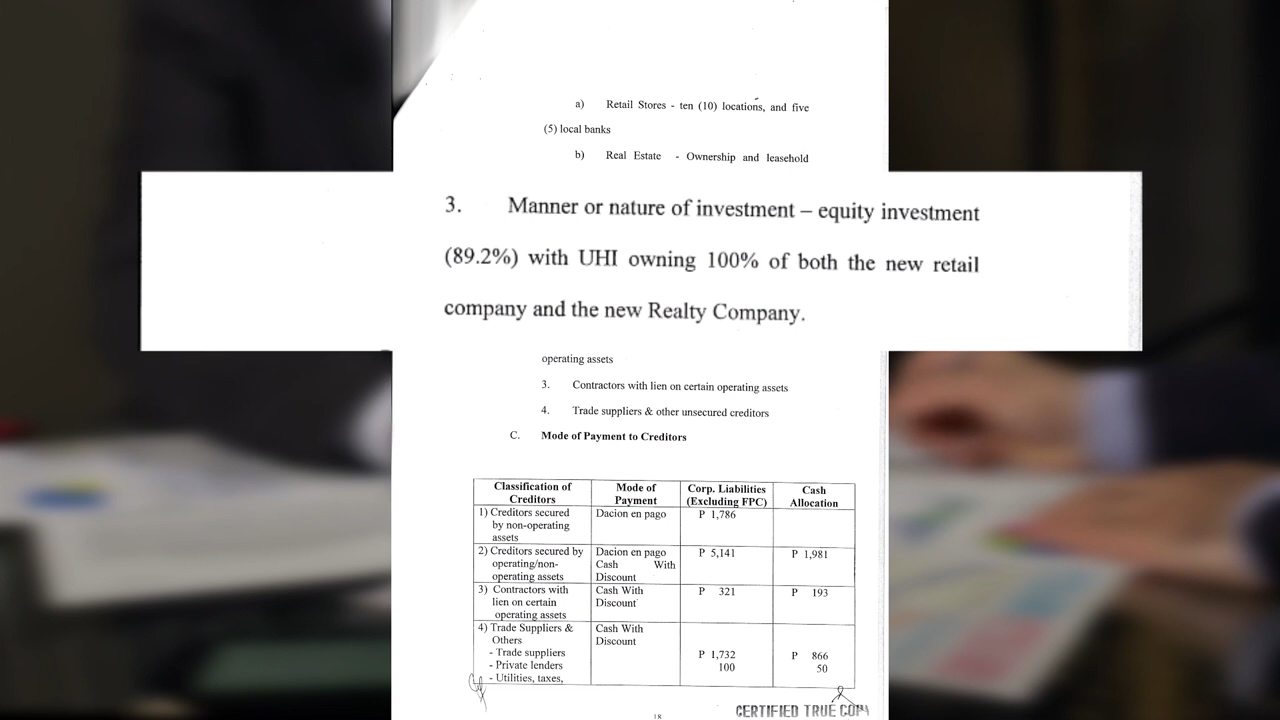 a) Retail Stores - ten (10) locations, and five
(5) local banks
b) Real Estate - Ownership and leasehold
3. Manner or nature of investment – equity investment
(89.2%) with UHI owning 100% of both the new retail
company and the new Realty Company.
operating assets
3. Contractors with lien on certain operating assets
4. Trade suppliers & other unsecured creditors
C. Mode of Payment to Creditors
Classification of Creditors Mode of Payment Corp. Liabilities (Excluding FPC) Cash Allocation
1) Creditors secured Dacion en pago P 1,786
by non-operating
assets
2) Creditors secured by Dacion en pago P 5,141 P 1,981
operating/non- Cash With
operating assets Discount
3) Contractors with Cash With P 321 P 193
lien on certain Discount
operating assets
4) Trade Suppliers & Cash With
Others Discount
- Trade suppliers P 1,732 P 866
- Private lenders 100 50
- Utilities, taxes,
18
CERTIFIED TRUE COPY